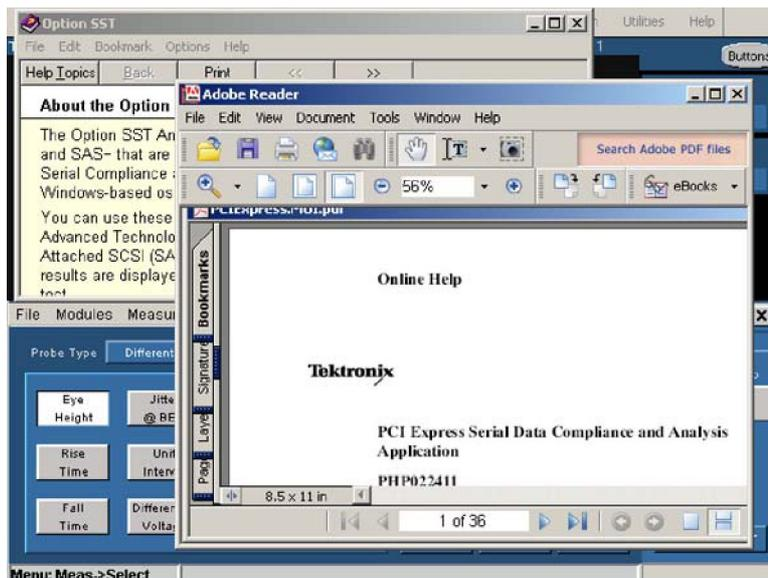 Option SST
File Edit Bookmark Options Help
Help Topics Back Print << >>
About the Option
The Option SST An
and SAS- that are
Serial Compliance
Windows-based os
You can use these
Advanced Technolo
Attached SCSI (SA
results are displaye
Utilities Help
1
Buttons
Adobe Reader
File Edit View Document Tools Window Help
Search Adobe PDF files
56%
eBooks
PCIExpress.MOI.pdf
Bookmarks
Signature
Laye
Pag
Online Help
Tektronix
PCI Express Serial Data Compliance and Analysis
Application
PHP022411
8.5 x 11 in
1 of 36
File Modules Measu
Probe Type Different
Eye
Height
Jitte
@ BE
Rise
Time
Unit
Interv
Fall
Time
Differen
Volta
Menu: Meas->Select